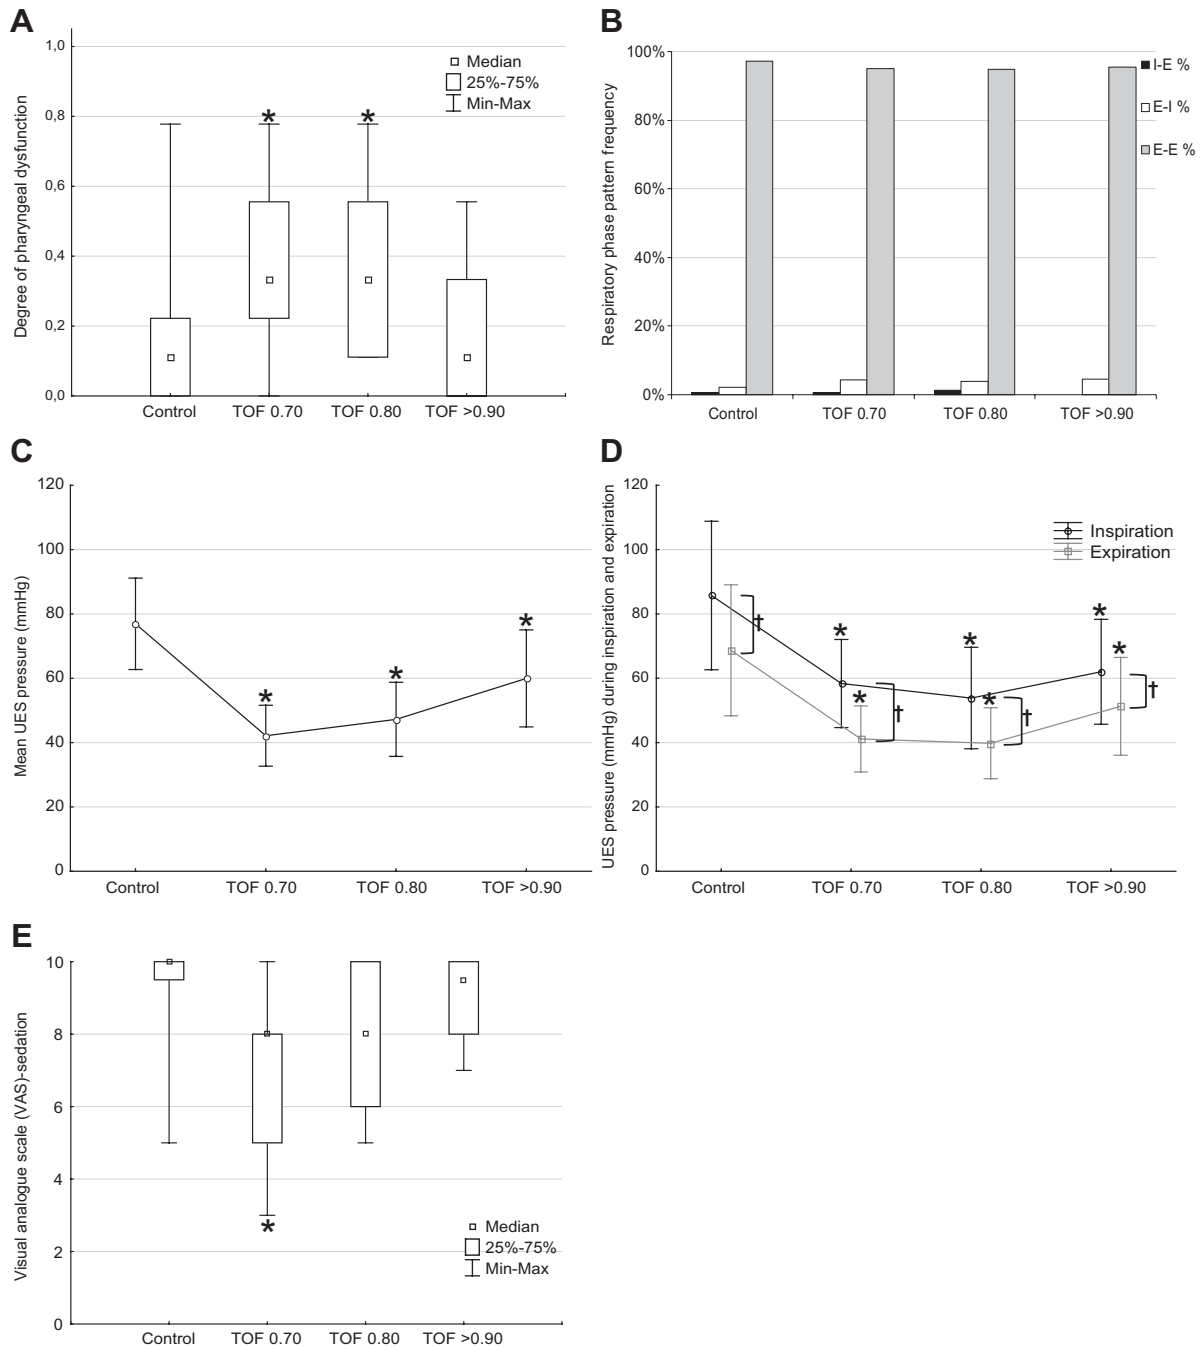 A
Degree of pharyngeal dysfunction
1,0
0,8
0,6
0,4
0,2
0,0
* *
Median
25%-75%
Min-Max
Control TOF 0.70 TOF 0.80 TOF >0.90
B
Respiratory phase pattern frequency
100%
80%
60%
40%
20%
0%
I-E %
E-I %
E-E %
Control TOF 0.70 TOF 0.80 TOF >0.90
C
Mean UES pressure (mmHg)
120
100
80
60
40
20
0
* * *
Control TOF 0.70 TOF 0.80 TOF >0.90
D
UES pressure (mmHg) during inspiration and expiration
120
100
80
60
40
20
0
Inspiration
Expiration
* * *
* * *
† † † †
Control TOF 0.70 TOF 0.80 TOF >0.90
E
Visual analogue scale (VAS)-sedation
10
8
6
4
2
0
*
Median
25%-75%
Min-Max
Control TOF 0.70 TOF 0.80 TOF >0.90